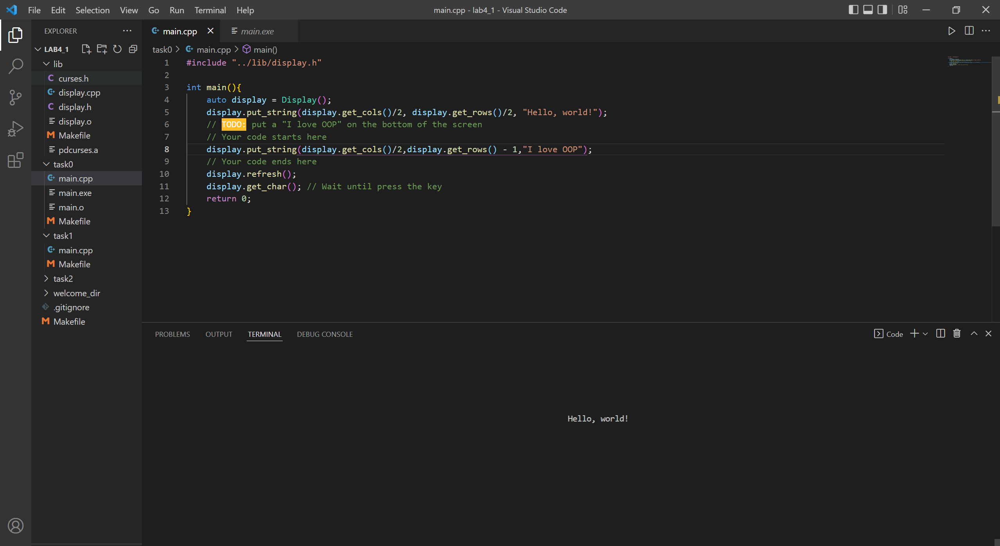 File Edit Selection View Go Run Terminal Help
main.cpp - lab4_1 - Visual Studio Code
EXPLORER
LAB4_1
lib
curses.h
display.cpp
display.h
display.o
Makefile
pdcurses.a
task0
main.cpp
main.exe
main.o
Makefile
task1
main.cpp
Makefile
task2
welcome_dir
.gitignore
Makefile
main.cpp
main.exe
task0 > main.cpp > main()
1 #include "../lib/display.h"
2
3 int main(){
4 auto display = Display();
5 display.put_string(display.get_cols()/2, display.get_rows()/2, "Hello, world!");
6 // TODO: put a "I love OOP" on the bottom of the screen
7 // Your code starts here
8 display.put_string(display.get_cols()/2,display.get_rows() - 1,"I love OOP");
9 // Your code ends here
10 display.refresh();
11 display.get_char(); // Wait until press the key
12 return 0;
13 }
PROBLEMS OUTPUT TERMINAL DEBUG CONSOLE
Code
Hello, world!